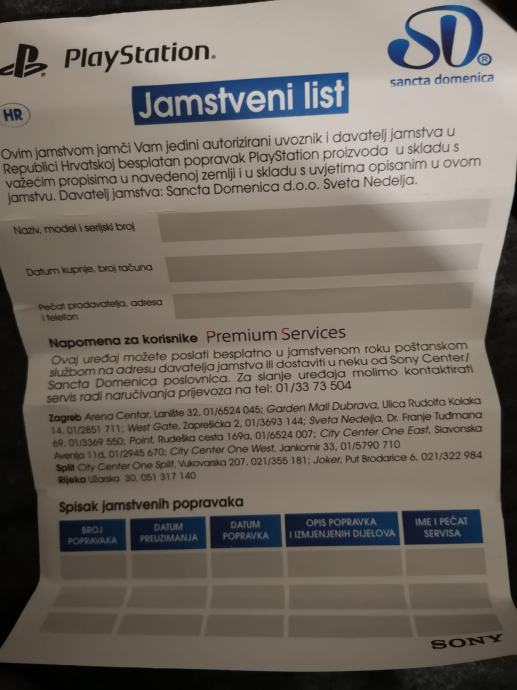 PlayStation®
SD®
sancta domenica
HR
Jamstveni list
Ovim jamstvom jamči Vam jedini autorizirani uvoznik i davatelj jamstva u
Republici Hrvatskoj besplatan popravak PlayStation proizvoda u skladu s
važećim propisima u navedenoj zemlji i u skladu s uvjetima opisanim u ovom
jamstvu. Davatelj jamstva: Sancta Domenica d.o.o. Sveta Nedelja.
Naziv, model i serijski broj
Datum kupnje, broj računa
Pečat prodavatelja, adresa
i telefon
Napomena za korisnike Premium Services
Ovaj uređaj možete poslati besplatno u jamstvenom roku poštanskom
službom na adresu davatelja jamstva ili dostaviti u neku od Sony Center/
Sancta Domenica poslovnica. Za slanje uređaja molimo kontaktirati
servis radi naručivanja prijevoza na tel: 01/33 73 504
Zagreb Arena Centar, Lanište 32, 01/6524 045; Garden Mall Dubrava, Ulica Rudolfa Kolaka
14, 01/2851 711; West Gate, Zaprešićka 2, 01/3693 144; Sveta Nedelja, Dr. Franje Tuđmana
69, 01/3369 550; Point, Rudeška cesta 169a, 01/6524 007; City Center One East, Slavonska
Avenija 11d, 01/2945 670; City Center One West, Jankomir 33, 01/5790 710
Split City Center One Split, Vukovarska 207, 021/355 181; Joker, Put Brodarice 6, 021/322 984
Rijeka Užarska 30, 051 317 140
Spisak jamstvenih popravaka
BROJ POPRAVAKA
DATUM PREUZIMANJA
DATUM POPRAVKA
OPIS POPRAVKA I IZMJENJENIH DIJELOVA
IME I PEČAT SERVISA
SONY